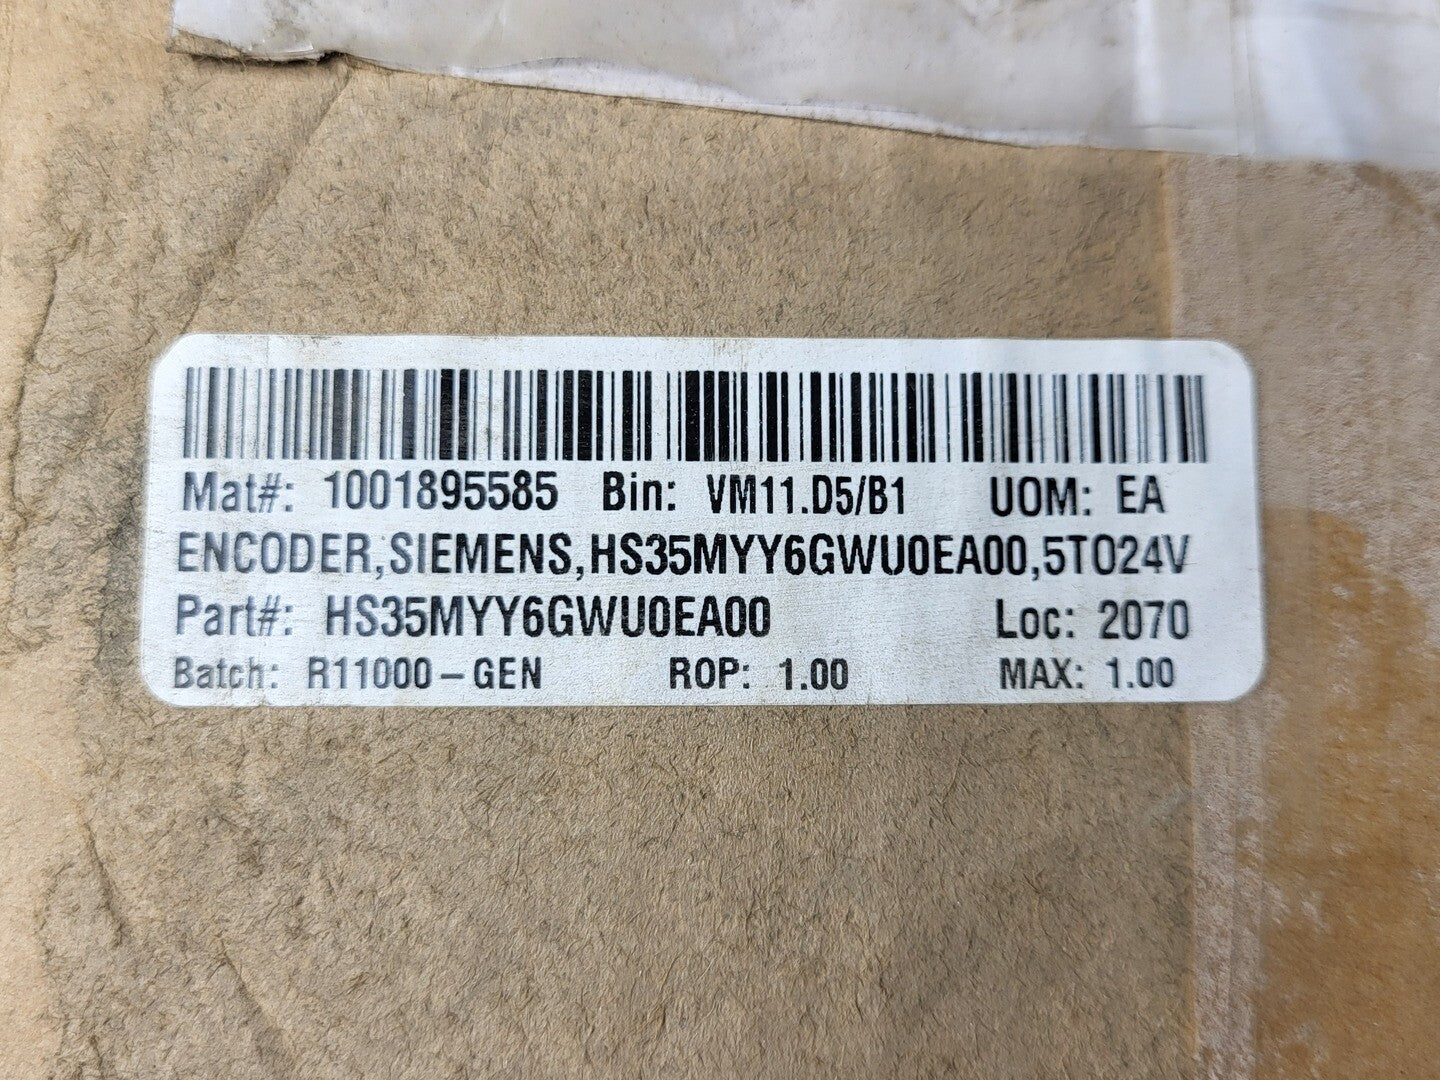 Mat#: 1001895585 Bin: VM11.D5/B1 UOM: EA
ENCODER,SIEMENS,HS35MYY6GWU0EA00,5TO24V
Part#: HS35MYY6GWU0EA00 Loc: 2070
Batch: R11000-GEN ROP: 1.00 MAX: 1.00